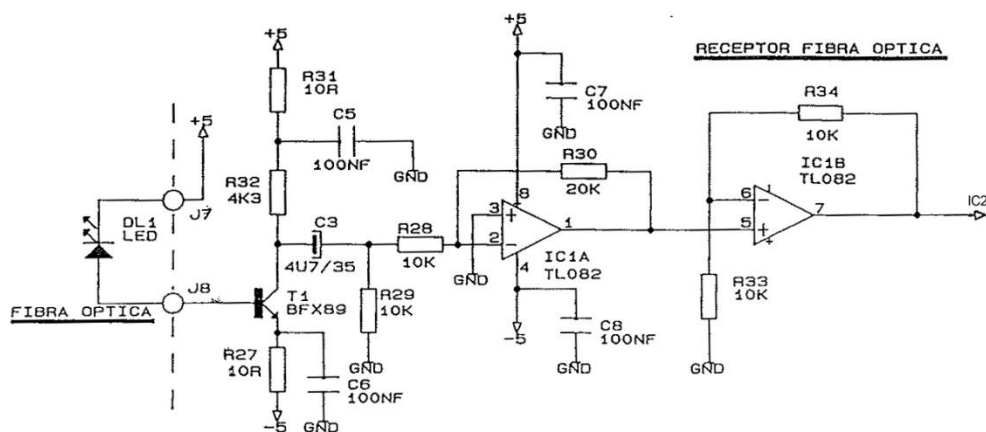 RECEPTOR FIBRA OPTICA
+5
R31
10R
C5
100NF
GND
R32
4K3
+5
J7
DL1
LED
J8
FIBRA OPTICA
C3
4U7/35
T1
BFX89
R27
10R
-5
C6
100NF
GND
R29
10K
GND
R28
10K
+5
C7
100NF
GND
R30
20K
8
3
+
2
-
1
4
GND
IC1A
TL082
-5
C8
100NF
GND
R34
10K
IC1B
TL082
6
-
5
+
7
R33
10K
GND
IC2